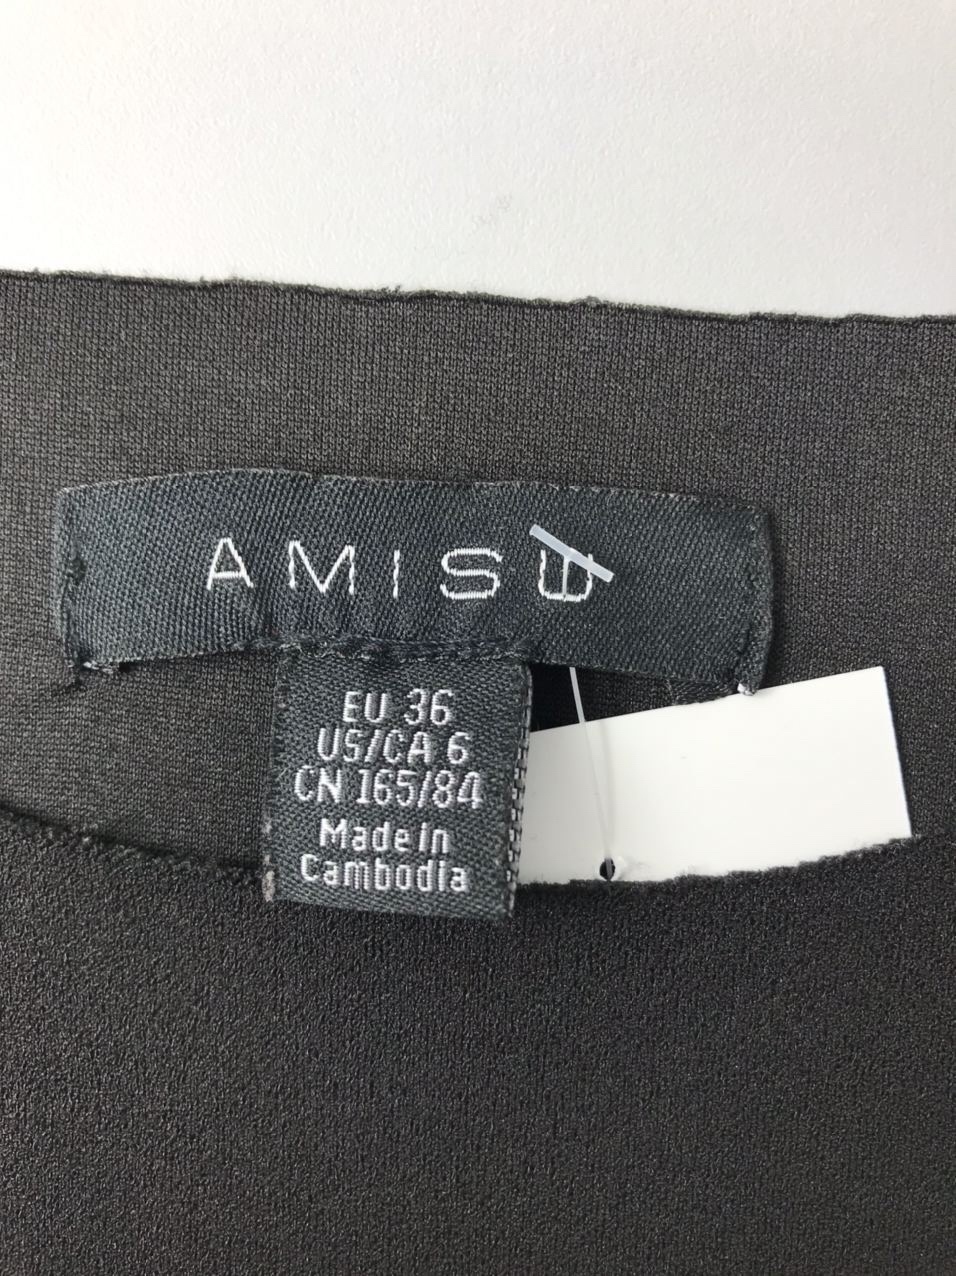 AMISU
EU 36
US/CA 6
CN 165/84
Made In
Cambodia